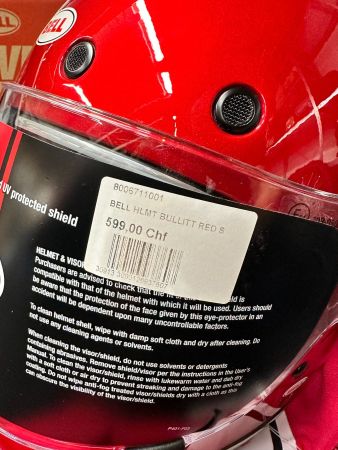 BELL
UV protected shield
8006711001
BELL HLMT BULLITT RED S
599.00 Chf
HELMET & VISOR
Purchasers are advised to check that the fit of the shield is
compatible with that of the helmet with which it will be used. Users should
be aware that the protection of the face given by this eye-protector in an
accident will be dependent upon many uncontrollable factors.
To clean helmet shell, wipe with damp soft cloth and dry after cleaning. Do
not use any cleaning agents or solvents.
When cleaning the visor/shield, do not use solvents or detergents
containing abrasives. Remove shield/visor per the instructions in the User's
Manual. To clean the visor/shield, rinse with lukewarm water and dab dry
with a soft cloth or air dry to prevent streaking and damage to the anti-fog
coating. Do not wipe anti-fog treated visors/shields dry with a cloth as this
can obscure the visibility of the visor/shield.